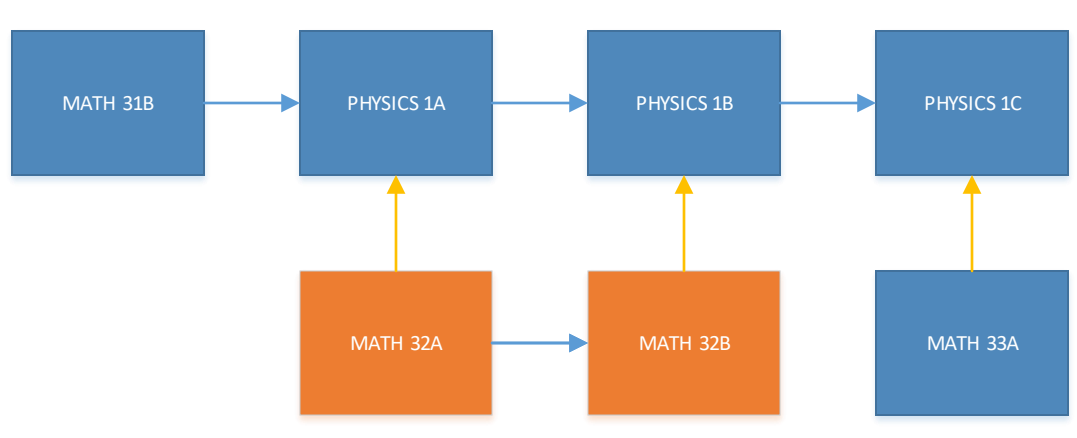 MATH 31B
PHYSICS 1A
PHYSICS 1B
PHYSICS 1C
MATH 32A
MATH 32B
MATH 33A